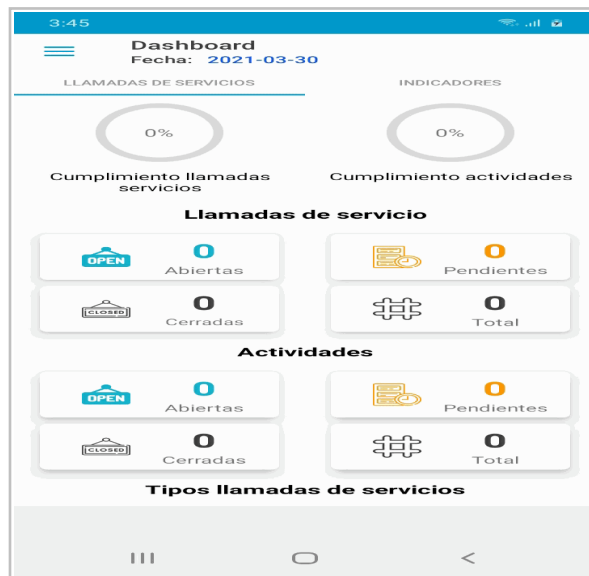 3:45
Dashboard
Fecha: 2021-03-30
LLAMADAS DE SERVICIOS
INDICADORES
0%
0%
Cumplimiento llamadas
servicios
Cumplimiento actividades
Llamadas de servicio
OPEN
0
Abiertas
0
Pendientes
CLOSED
0
Cerradas
0
Total
Actividades
OPEN
0
Abiertas
0
Pendientes
CLOSED
0
Cerradas
0
Total
Tipos llamadas de servicios